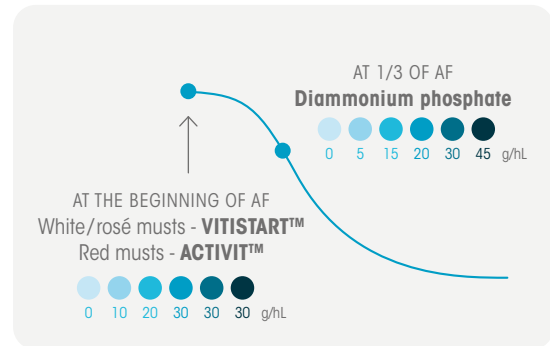 AT 1/3 OF AF
Diammonium phosphate
0 5 15 20 30 45 g/hL
AT THE BEGINNING OF AF
White/rosé musts - VITISTART™
Red musts - ACTIVIT™
0 10 20 30 30 30 g/hL